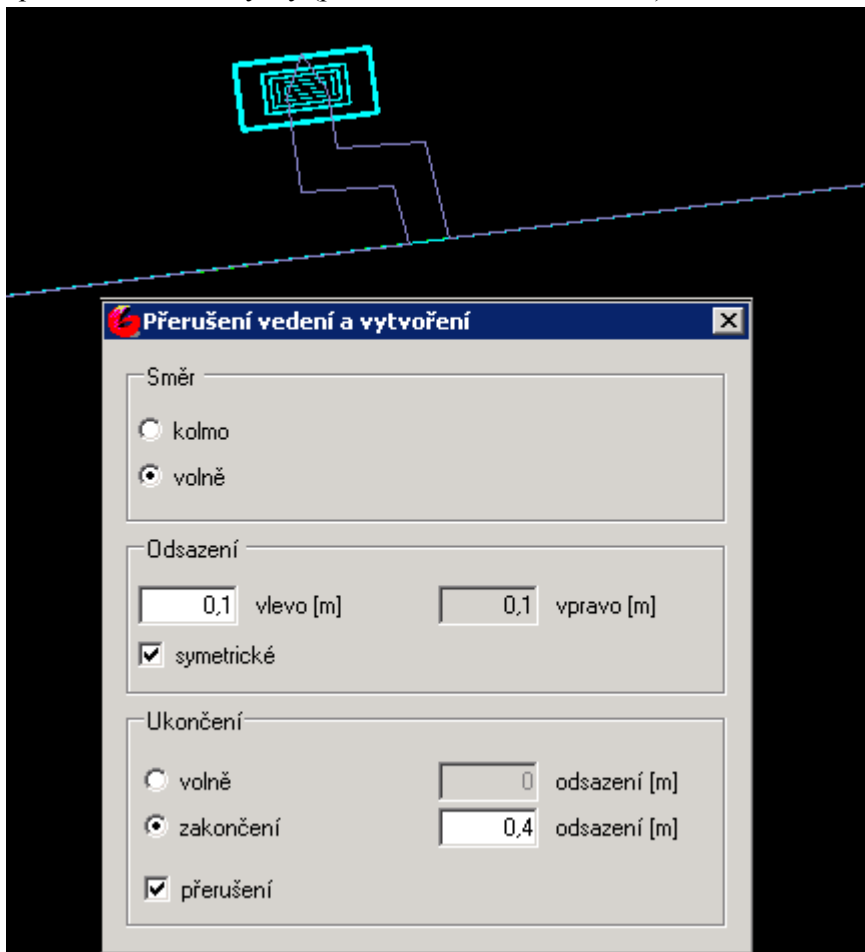 Přerušení vedení a vytvoření
Směr
kolmo
volně
Odsazení
0,1 vlevo [m] 0,1 vpravo [m]
symetrické
Ukončení
volně 0 odsazení [m]
zakončení 0,4 odsazení [m]
přerušení